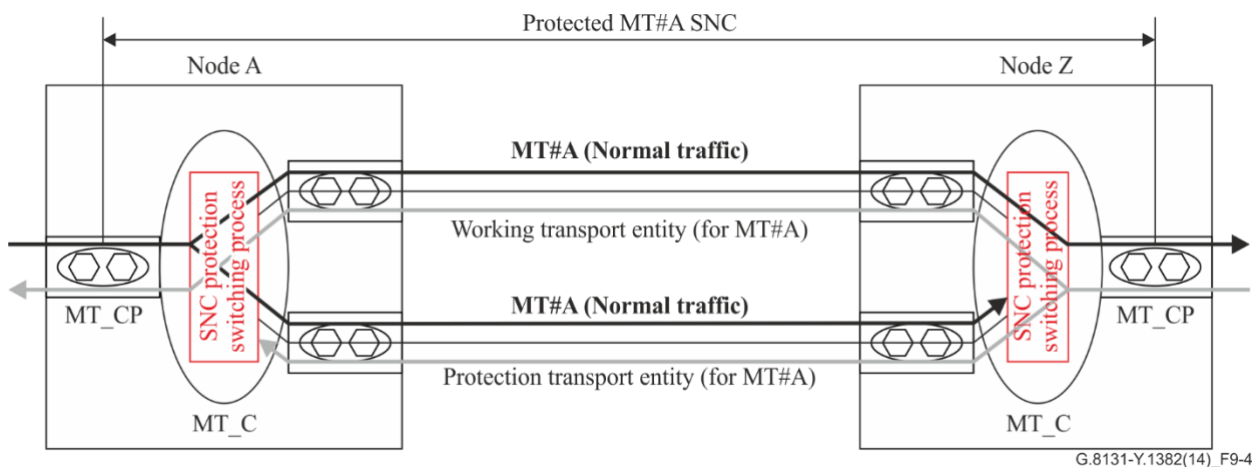 Protected MT#A SNC
Node A
Node Z
MT#A (Normal traffic)
SNC protection
switching process
SNC protection
switching process
Working transport entity (for MT#A)
MT_CP
MT_CP
MT#A (Normal traffic)
Protection transport entity (for MT#A)
MT_C
MT_C
G.8131-Y.1382(14)_F9-4